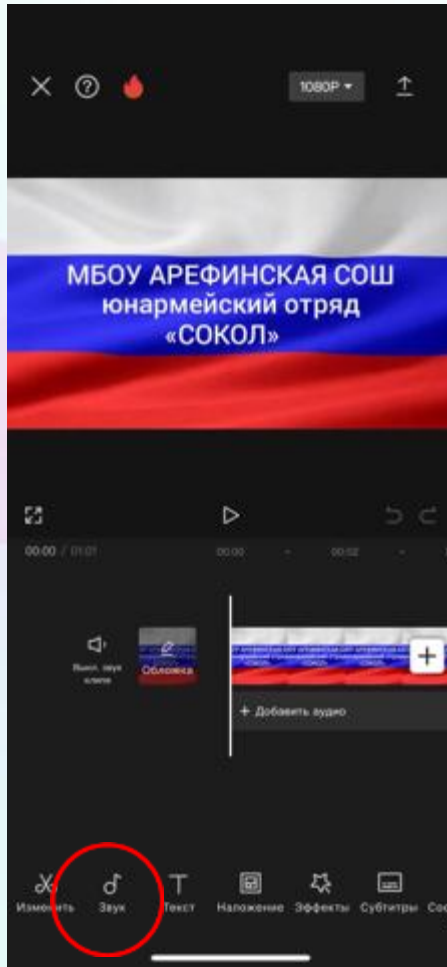 1080P
МБОУ АРЕФИНСКАЯ СОШ
юнармейский отряд
«СОКОЛ»
00:00 / 01:01
00:00
00:02
Выкл. звук
клипа
Обложка
+ Добавить аудио
Изменить
Звук
Текст
Наложение
Эффекты
Субтитры
Соо